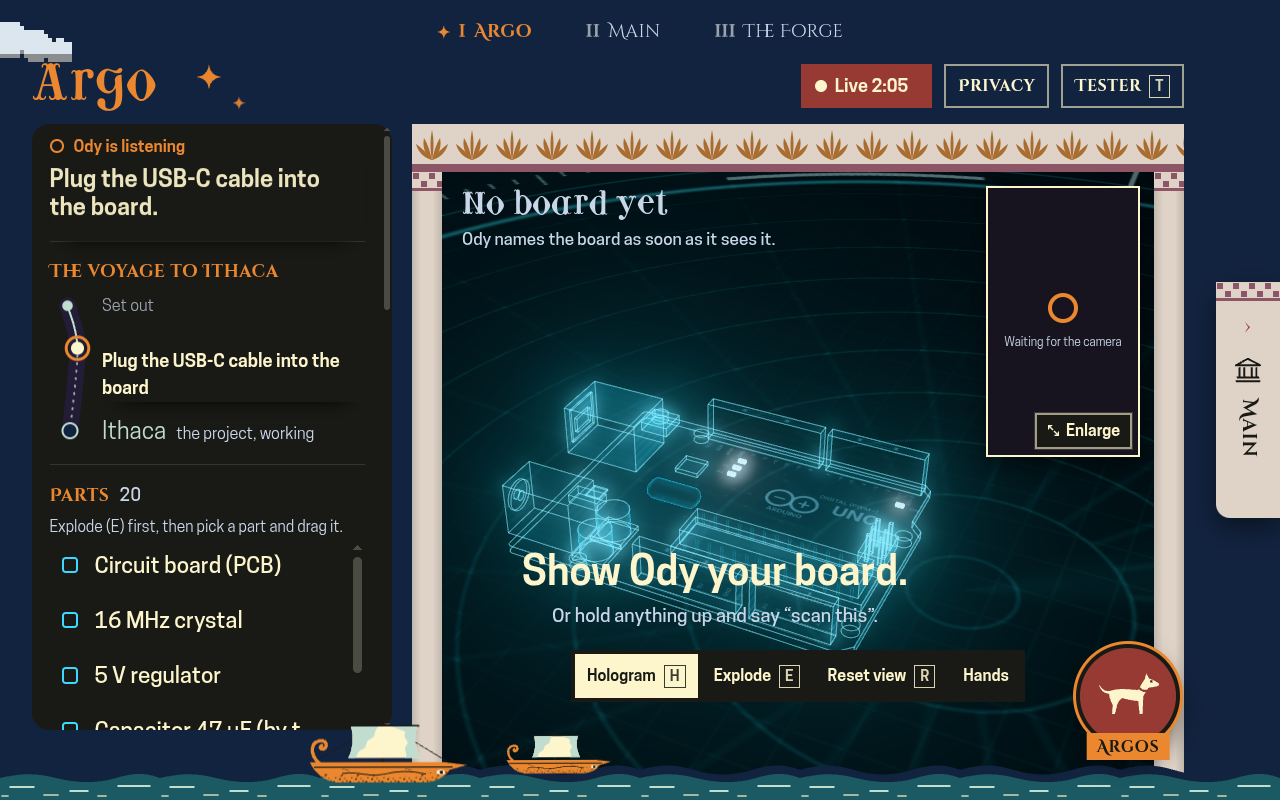 I ARGO
II MAIN
III THE FORGE
Argo
Live 2:05
PRIVACY
TESTER T
Ody is listening
Plug the USB-C cable into
the board.
THE VOYAGE TO ITHACA
Set out
Plug the USB-C cable into the
board
Ithaca the project, working
PARTS 20
Explode (E) first, then pick a part and drag it.
Circuit board (PCB)
16 MHz crystal
5 V regulator
No board yet
Ody names the board as soon as it sees it.
Waiting for the camera
Enlarge
ARDUINO
UNO
Show Ody your board.
Or hold anything up and say “scan this”.
Hologram H
Explode E
Reset view R
Hands
ARGOS
MAIN